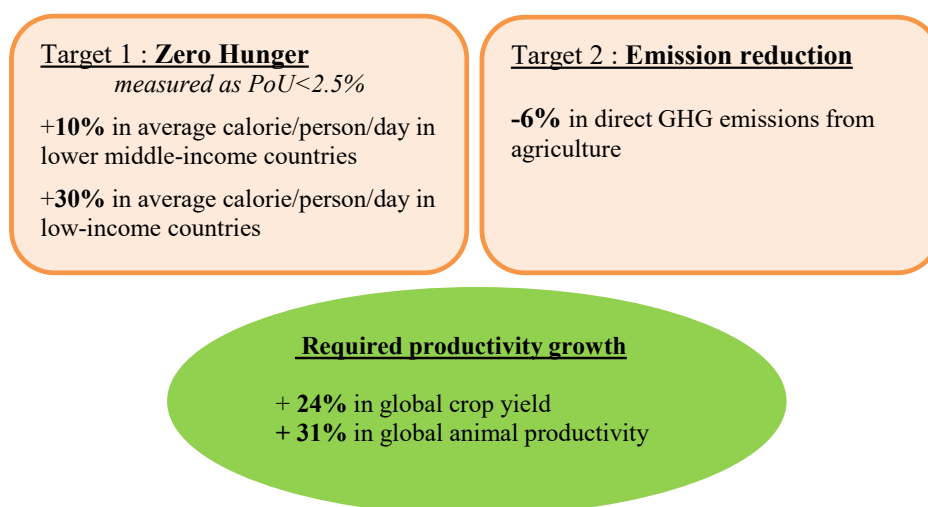 Target 1 : Zero Hunger
measured as PoU<2.5%
+10% in average calorie/person/day in
lower middle-income countries
+30% in average calorie/person/day in
low-income countries
Target 2 : Emission reduction
-6% in direct GHG emissions from
agriculture
Required productivity growth
+ 24% in global crop yield
+ 31% in global animal productivity